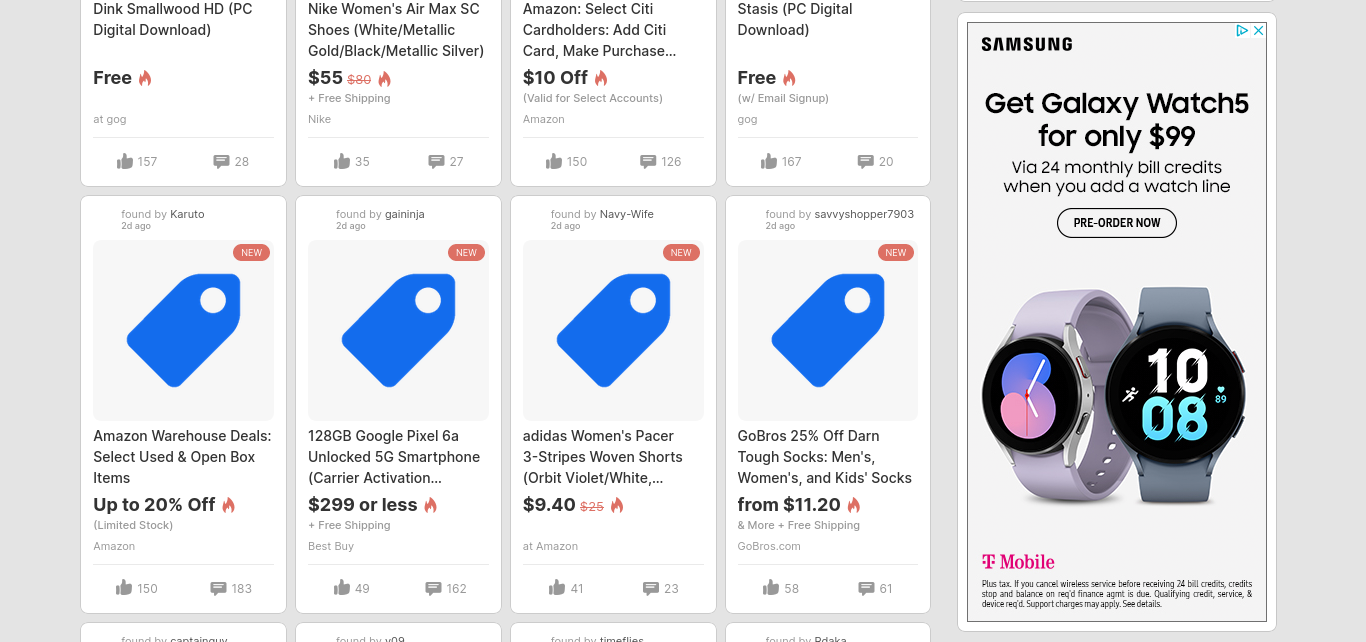 Dink Smallwood HD (PC
Digital Download)
Free
at gog
157
28
Nike Women's Air Max SC
Shoes (White/Metallic
Gold/Black/Metallic Silver)
$55 $80
+ Free Shipping
Nike
35
27
Amazon: Select Citi
Cardholders: Add Citi
Card, Make Purchase...
$10 Off
(Valid for Select Accounts)
Amazon
150
126
Stasis (PC Digital
Download)
Free
(w/ Email Signup)
gog
167
20
found by Karuto
2d ago
NEW
Amazon Warehouse Deals:
Select Used & Open Box
Items
Up to 20% Off
(Limited Stock)
Amazon
150
183
found by gaininja
2d ago
NEW
128GB Google Pixel 6a
Unlocked 5G Smartphone
(Carrier Activation...
$299 or less
+ Free Shipping
Best Buy
49
162
found by Navy-Wife
2d ago
NEW
adidas Women's Pacer
3-Stripes Woven Shorts
(Orbit Violet/White,...
$9.40 $25
at Amazon
41
23
found by savvyshopper7903
2d ago
NEW
GoBros 25% Off Darn
Tough Socks: Men's,
Women's, and Kids' Socks
from $11.20
& More + Free Shipping
GoBros.com
58
61
found by captainguy
found by v09
found by timeflies
found by Rdaka
SAMSUNG
Get Galaxy Watch5
for only $99
Via 24 monthly bill credits
when you add a watch line
PRE-ORDER NOW
10
08
89
T Mobile
Plus tax. If you cancel wireless service before receiving 24 bill credits, credits
stop and balance on req'd finance agmt is due. Qualifying credit, service, &
device req'd. Support charges may apply. See details.